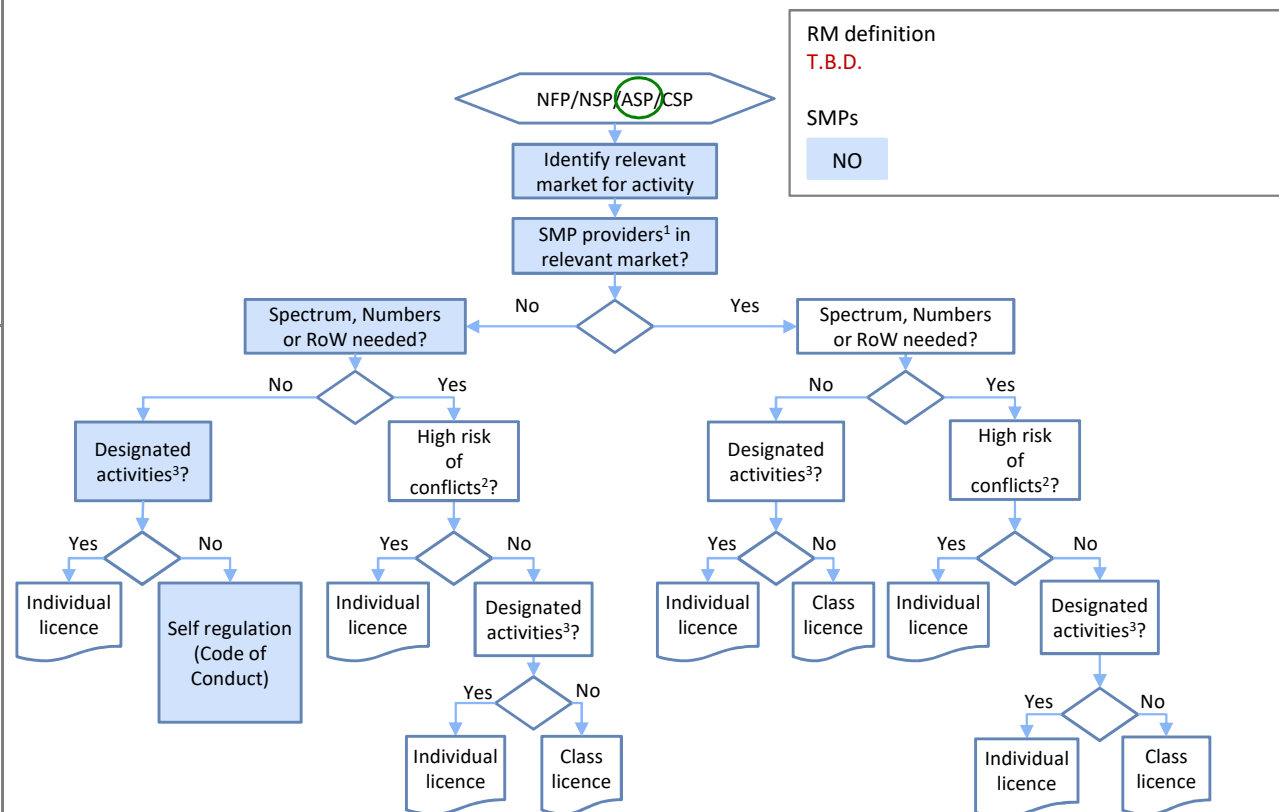 RM definition
T.B.D.
SMPs
NO
NFP/NSP/ASP/CSP
Identify relevant
market for activity
SMP providers¹ in
relevant market?
No
Yes
Spectrum, Numbers
or RoW needed?
Spectrum, Numbers
or RoW needed?
No
Yes
No
Yes
Designated
activities³?
High risk
of
conflicts²?
Designated
activities³?
High risk
of
conflicts²?
Yes
No
Yes
No
Yes
No
Yes
No
Individual
licence
Self regulation
(Code of
Conduct)
Individual
licence
Designated
activities³?
Individual
licence
Class
licence
Individual
licence
Designated
activities³?
Yes
No
Yes
No
Individual
licence
Class
licence
Individual
licence
Class
licence